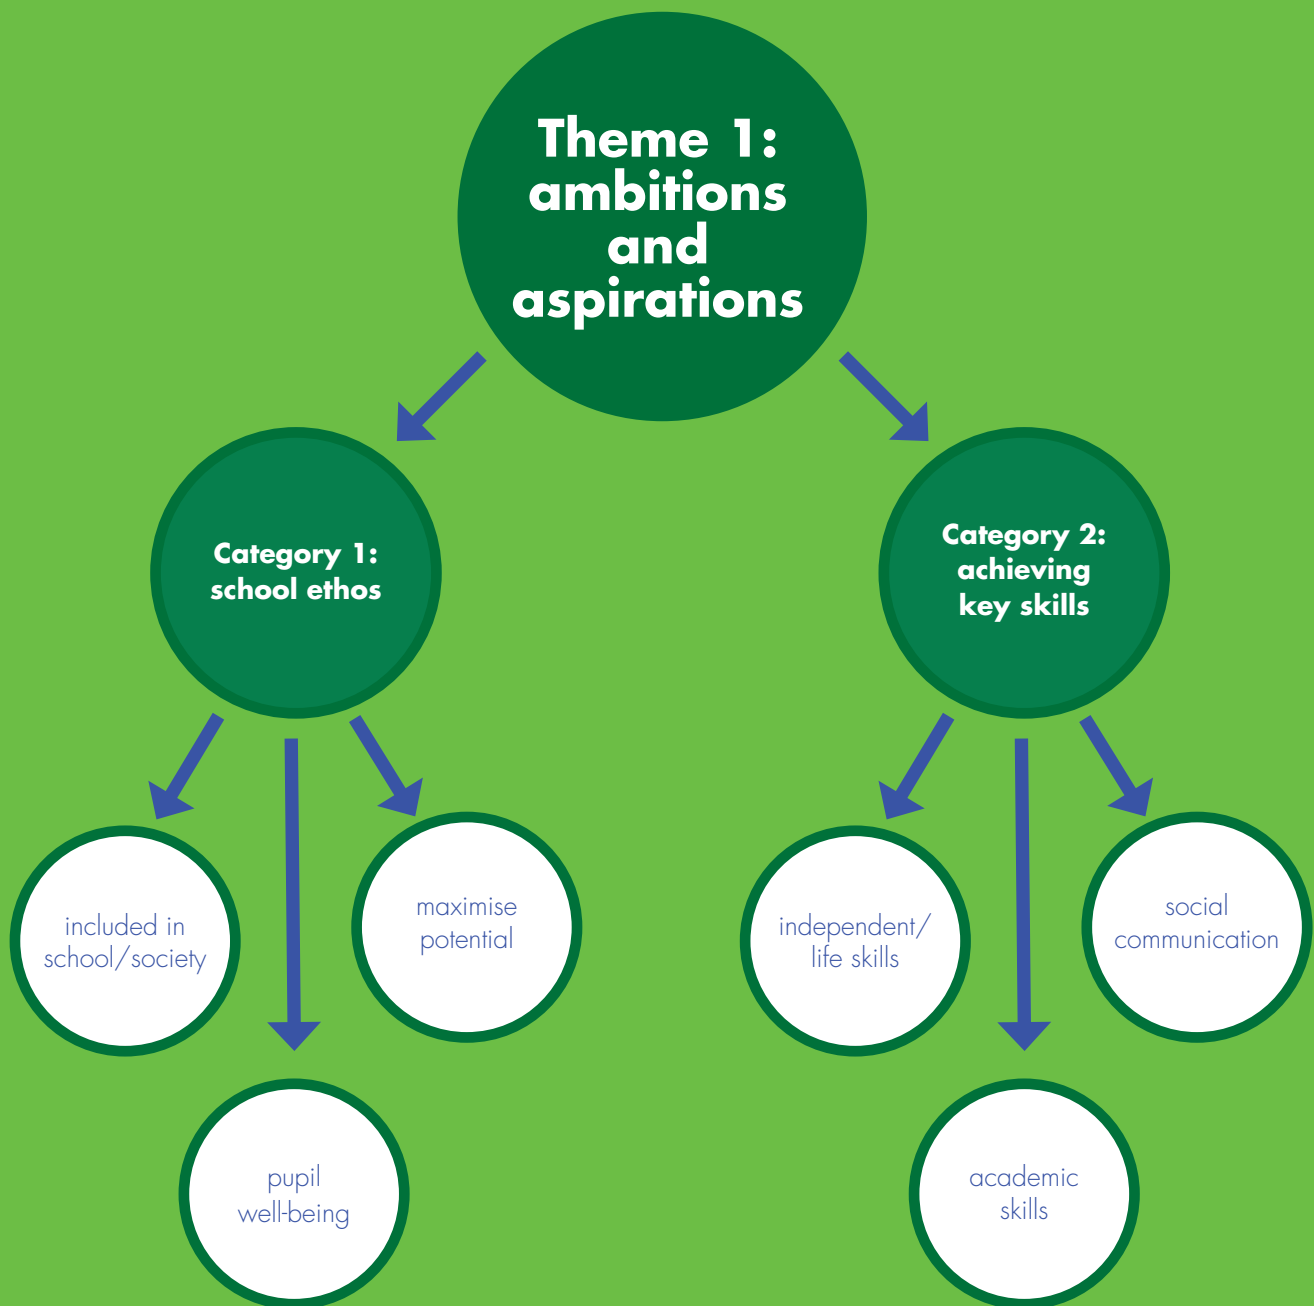 Theme 1:
ambitions
and
aspirations
Category 1:
school ethos
Category 2:
achieving
key skills
included in
school/society
maximise
potential
pupil
well-being
independent/
life skills
social
communication
academic
skills